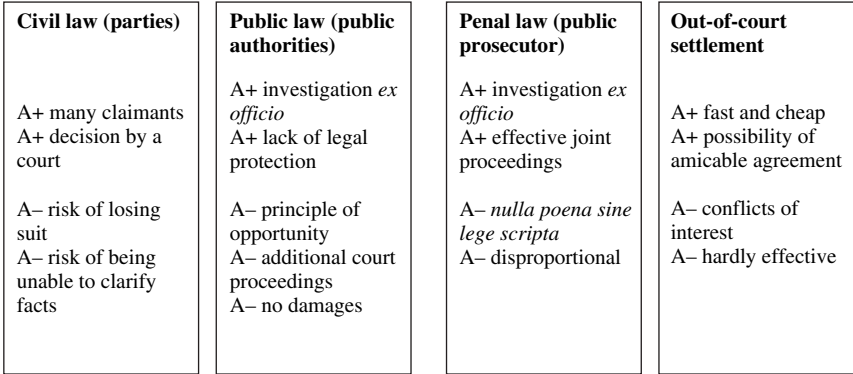 Civil law (parties)
A+ many claimants
A+ decision by a
court
A– risk of losing
suit
A– risk of being
unable to clarify
facts
Public law (public
authorities)
A+ investigation ex
officio
A+ lack of legal
protection
A– principle of
opportunity
A– additional court
proceedings
A– no damages
Penal law (public
prosecutor)
A+ investigation ex
officio
A+ effective joint
proceedings
A– nulla poena sine
lege scripta
A– disproportional
Out-of-court
settlement
A+ fast and cheap
A+ possibility of
amicable agreement
A– conflicts of
interest
A– hardly effective